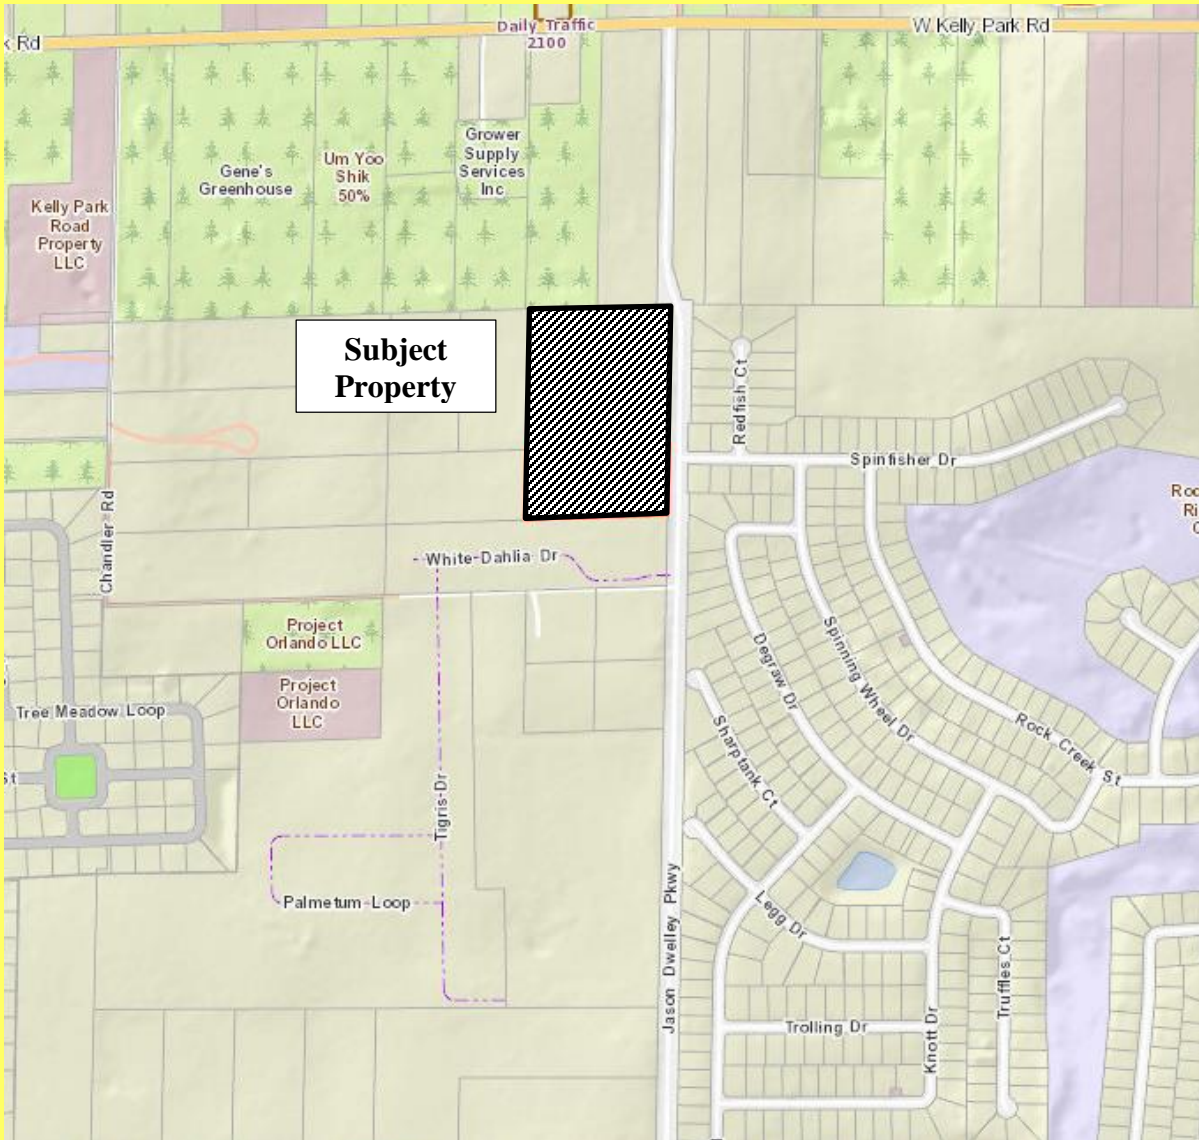 Daily Traffic
2100
W Kelly Park Rd
k Rd
Grower
Supply
Services
Inc
Um Yoo
Shik
50%
Gene's
Greenhouse
Kelly Park
Road
Property
LLC
Subject
Property
Redfish Ct
Spinfisher Dr
Chandler Rd
White Dahlia Dr
Project
Orlando LLC
Project
Orlando
LLC
Degraw Dr
Spinning Wheel Dr
Rock Creek St
Sharptank Ct
Tree Meadow Loop
St
Tigris Dr
Palmetum Loop
Legg Dr
Jason Dwelley Pkwy
Truffles Ct
Trolling Dr
Knott Dr